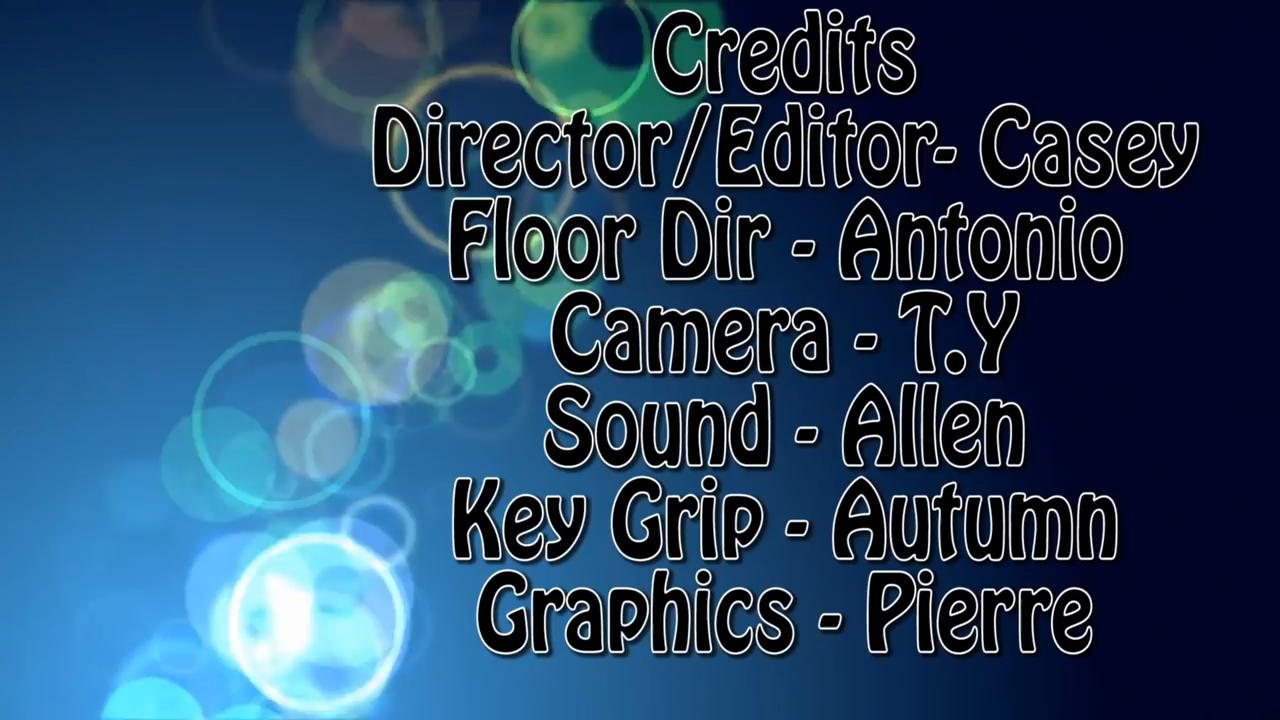 Credits
Director/Editor- Casey
Floor Dir - Antonio
Camera - T.Y
Sound - Allen
Key Grip - Autumn
Graphics - Pierre